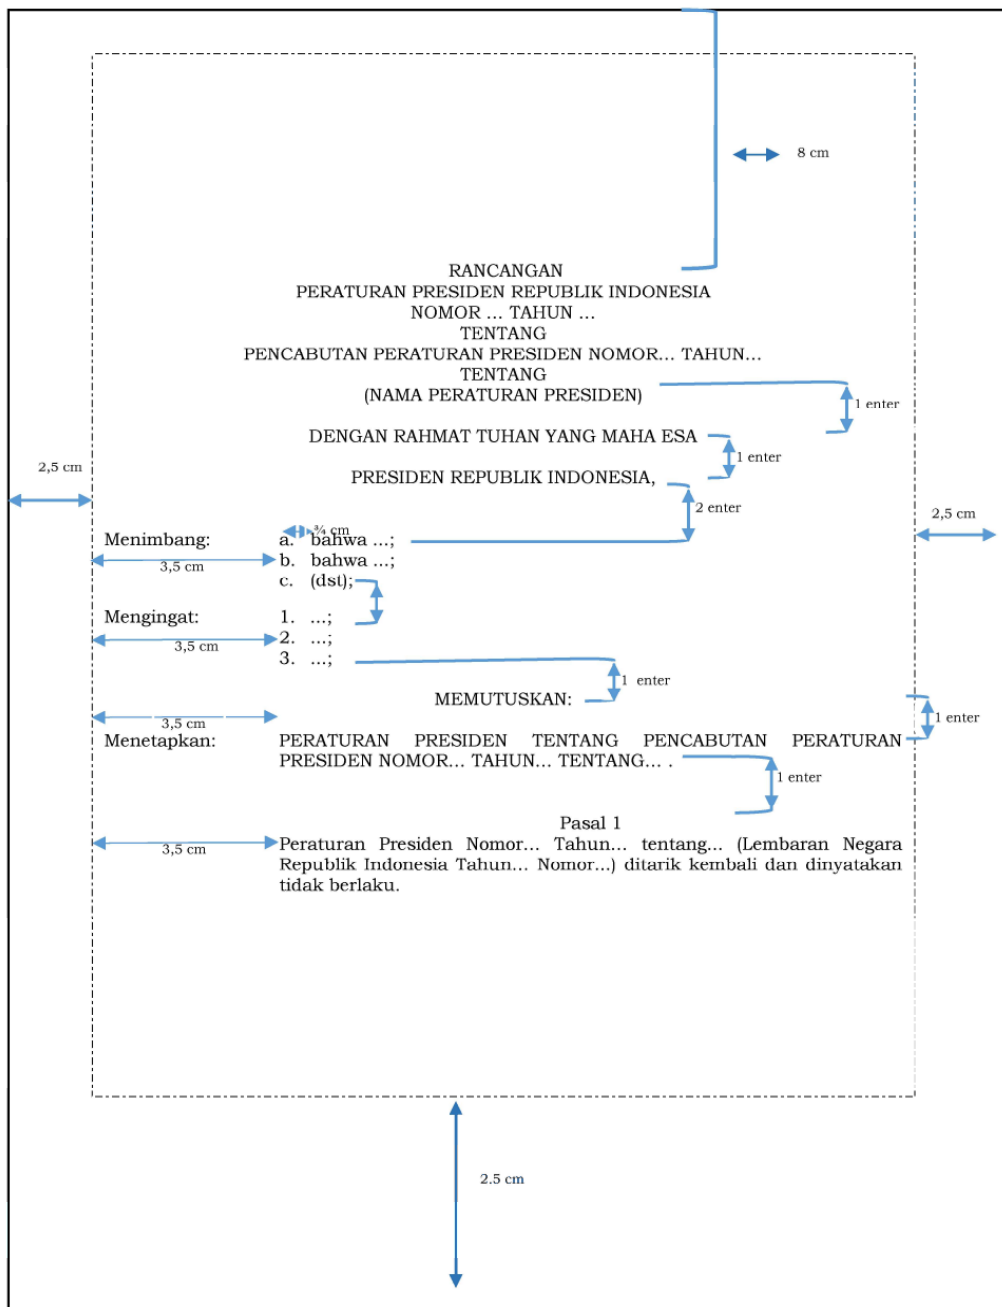 8 cm
RANCANGAN
PERATURAN PRESIDEN REPUBLIK INDONESIA
NOMOR ... TAHUN ...
TENTANG
PENCABUTAN PERATURAN PRESIDEN NOMOR... TAHUN...
TENTANG
(NAMA PERATURAN PRESIDEN)
1 enter
DENGAN RAHMAT TUHAN YANG MAHA ESA
1 enter
2,5 cm
PRESIDEN REPUBLIK INDONESIA,
2 enter
2,5 cm
¾ cm
Menimbang: a. bahwa ...;
3,5 cm b. bahwa ...;
c. (dst);
Mengingat: 1. ...;
3,5 cm 2. ...;
3. ...;
1 enter
MEMUTUSKAN:
3,5 cm
1 enter
Menetapkan: PERATURAN PRESIDEN TENTANG PENCABUTAN PERATURAN
PRESIDEN NOMOR... TAHUN... TENTANG... .
1 enter
Pasal 1
3,5 cm Peraturan Presiden Nomor... Tahun... tentang... (Lembaran Negara
Republik Indonesia Tahun... Nomor...) ditarik kembali dan dinyatakan
tidak berlaku.
2.5 cm